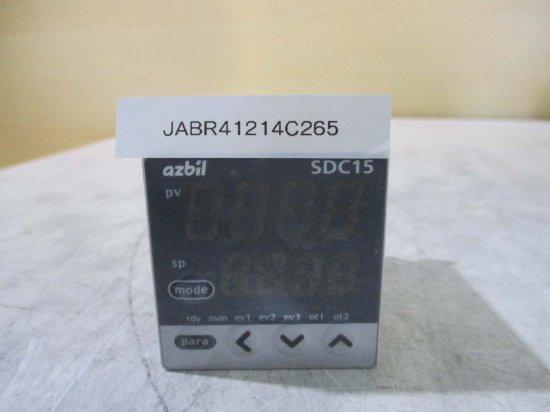 JABR41214C265
azbil SDC15
pv
sp
mode
rdy man ev1 ev2 ev3 ot1 ot2
para